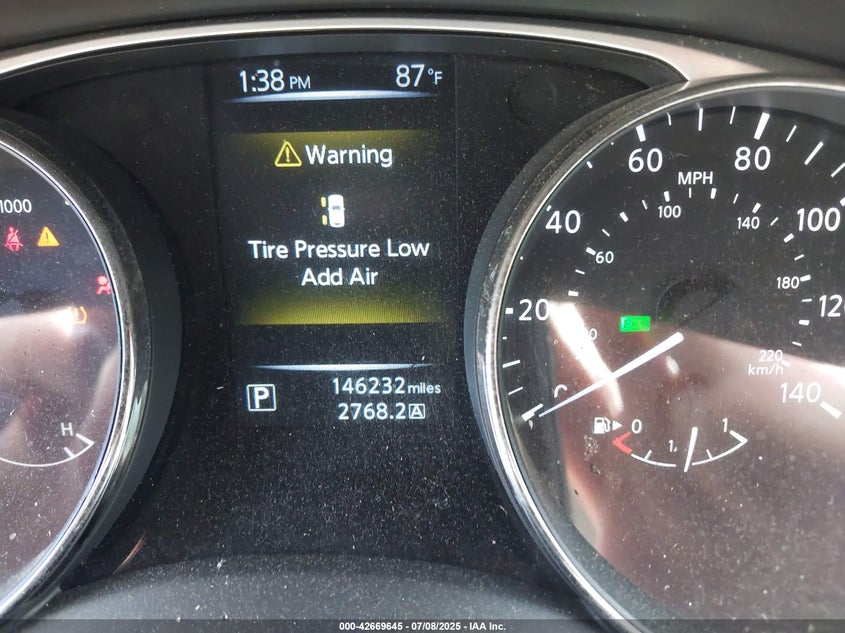 1:38 PM 87°F
Warning
Tire Pressure Low
Add Air
146232 miles
P
2768.2 A
1000
H
20
40
60
80
100
120
140
MPH
60
100
140
180
220
km/h
0
1
000-42669645 - 07/08/2025 - IAA Inc.